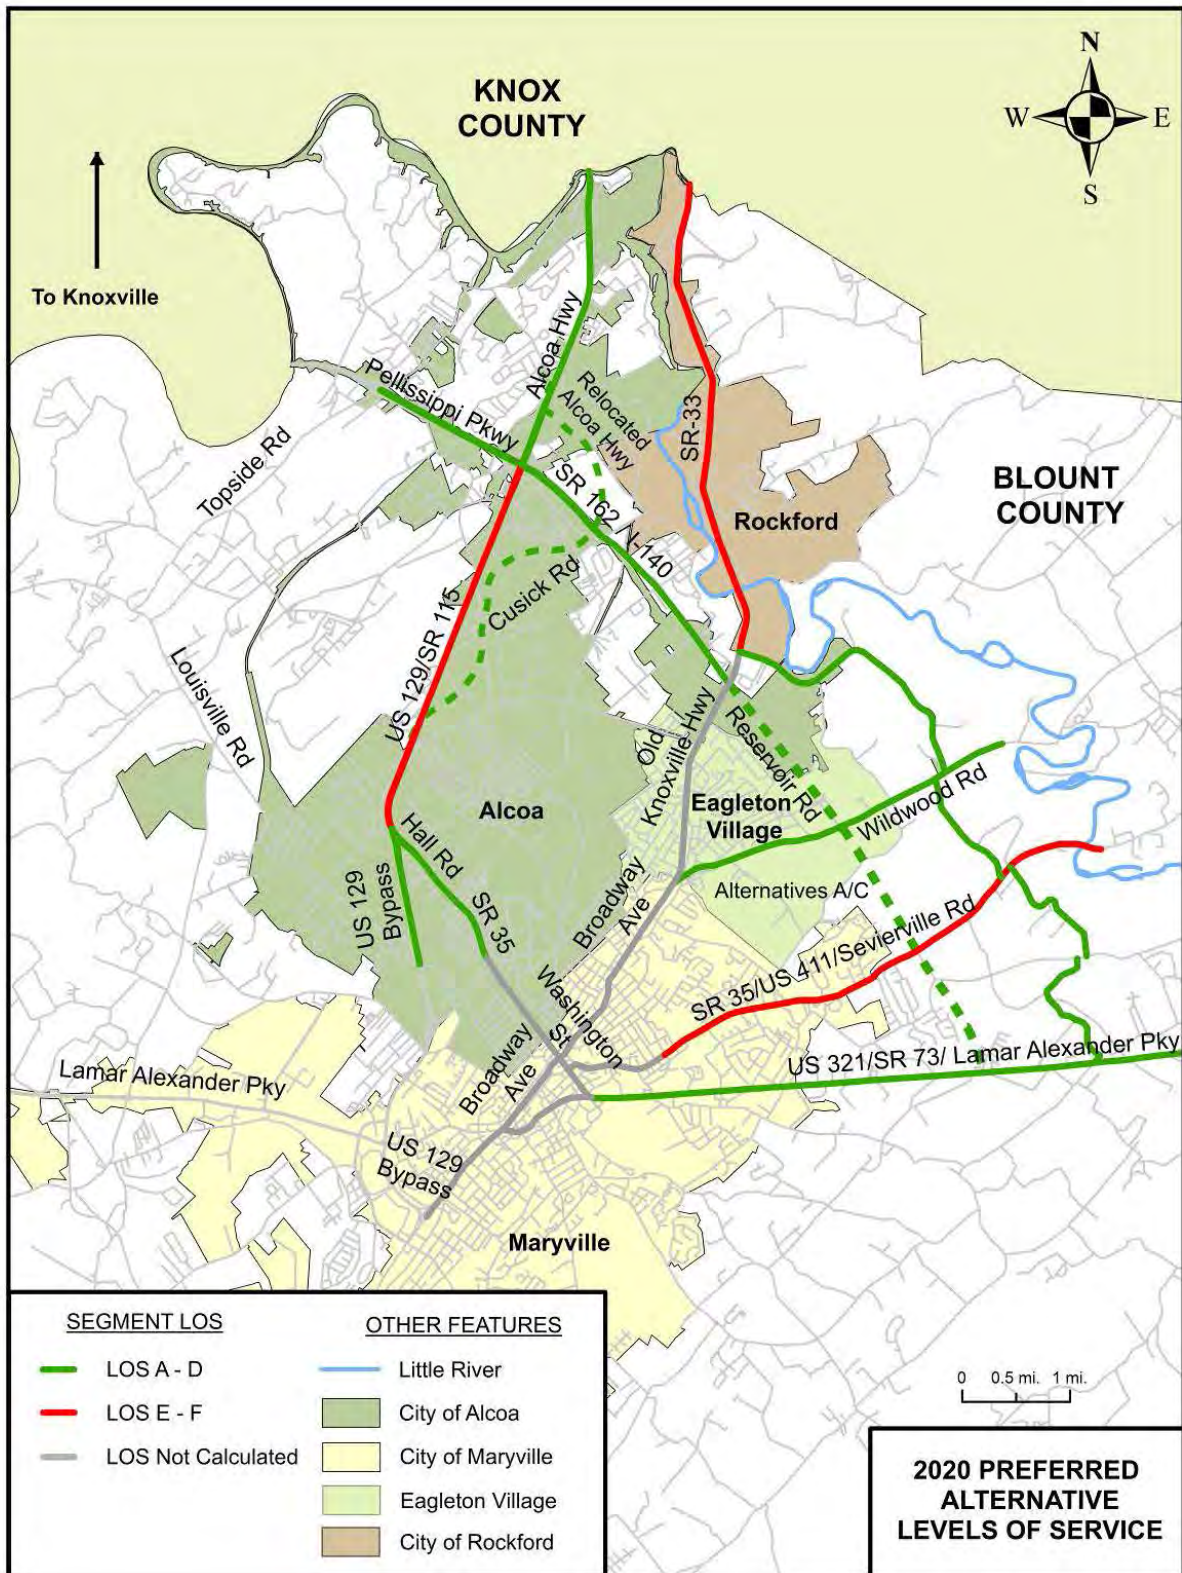 KNOX
COUNTY
N
W
E
S
To Knoxville
Alcoa Hwy
Relocated
Alcoa Hwy
Pellissippi Pkwy
SR-33
Topside Rd
SR 162 /I-140
BLOUNT
COUNTY
Rockford
Cusick Rd
US 129/SR 115
Louisville Rd
Old
Knoxville Hwy
Reservoir Rd
Alcoa
Eagleton
Village
Wildwood Rd
Hall Rd
US 129
Bypass
SR 35
Broadway
Ave
Alternatives A/C
SR 35/US 411/Sevierville Rd
Washington
St
Broadway
Ave
US 321/SR 73/ Lamar Alexander Pky
Lamar Alexander Pky
US 129
Bypass
Maryville
SEGMENT LOS
LOS A - D
LOS E - F
LOS Not Calculated
OTHER FEATURES
Little River
City of Alcoa
City of Maryville
Eagleton Village
City of Rockford
0 0.5 mi. 1 mi.
2020 PREFERRED
ALTERNATIVE
LEVELS OF SERVICE